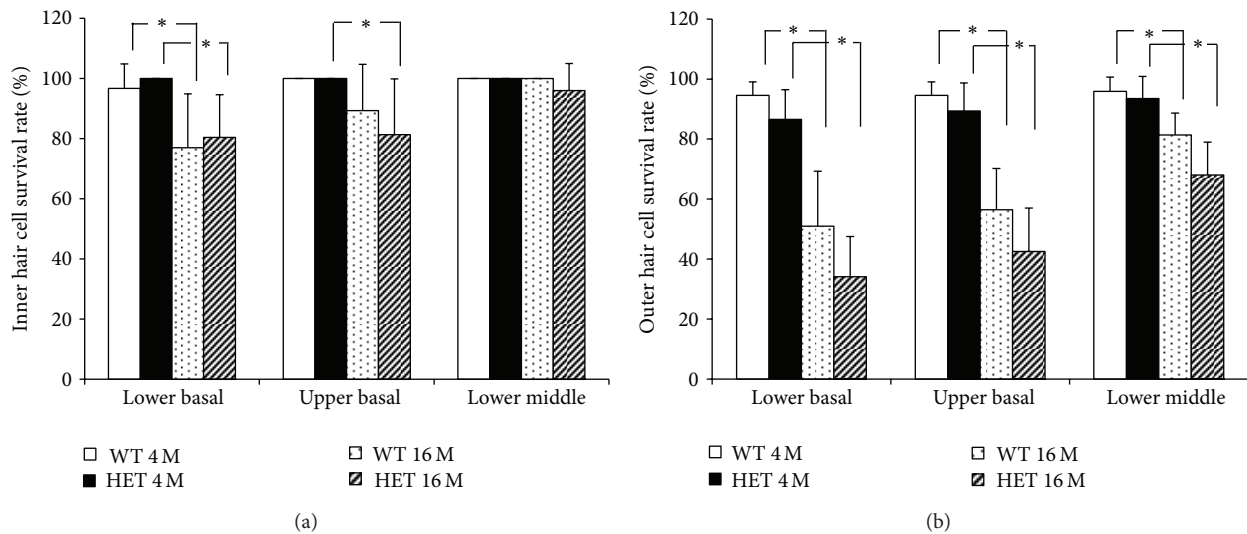 120
100
80
60
40
20
0
Inner hair cell survival rate (%)
* * *
Lower basal Upper basal Lower middle
WT 4 M WT 16 M
HET 4 M HET 16 M
(a)
120
100
80
60
40
20
0
Outer hair cell survival rate (%)
* * * * * *
Lower basal Upper basal Lower middle
WT 4 M WT 16 M
HET 4 M HET 16 M
(b)